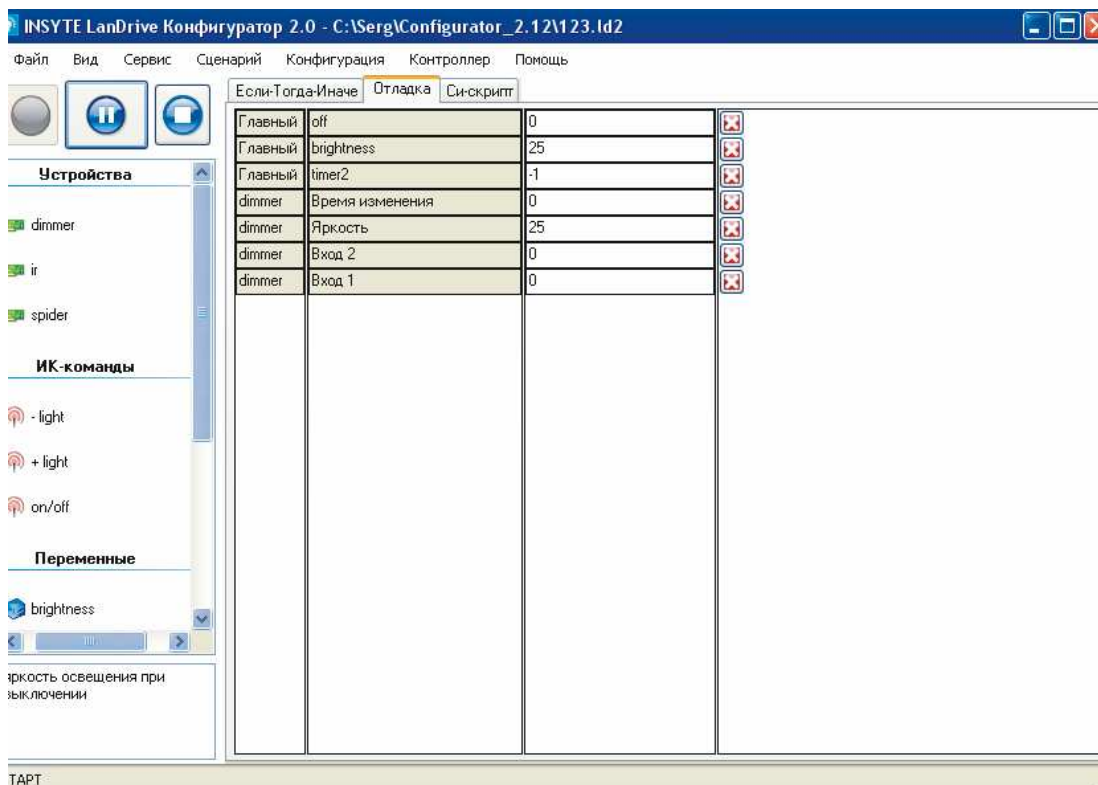 INSYTE LanDrive Конфигуратор 2.0 - C:\Serg\Configurator_2.12\123.ld2
Файл Вид Сервис Сценарий Конфигурация Контроллер Помощь
Если-Тогда-Иначе Отладка Си-скрипт
Главный off 0
Главный brightness 25
Главный timer2 -1
dimmer Время изменения 0
dimmer Яркость 25
dimmer Вход 2 0
dimmer Вход 1 0
Устройства
dimmer
ir
spider
ИК-команды
- light
+ light
on/off
Переменные
brightness
яркость освещения при
выключении
ТАРТ